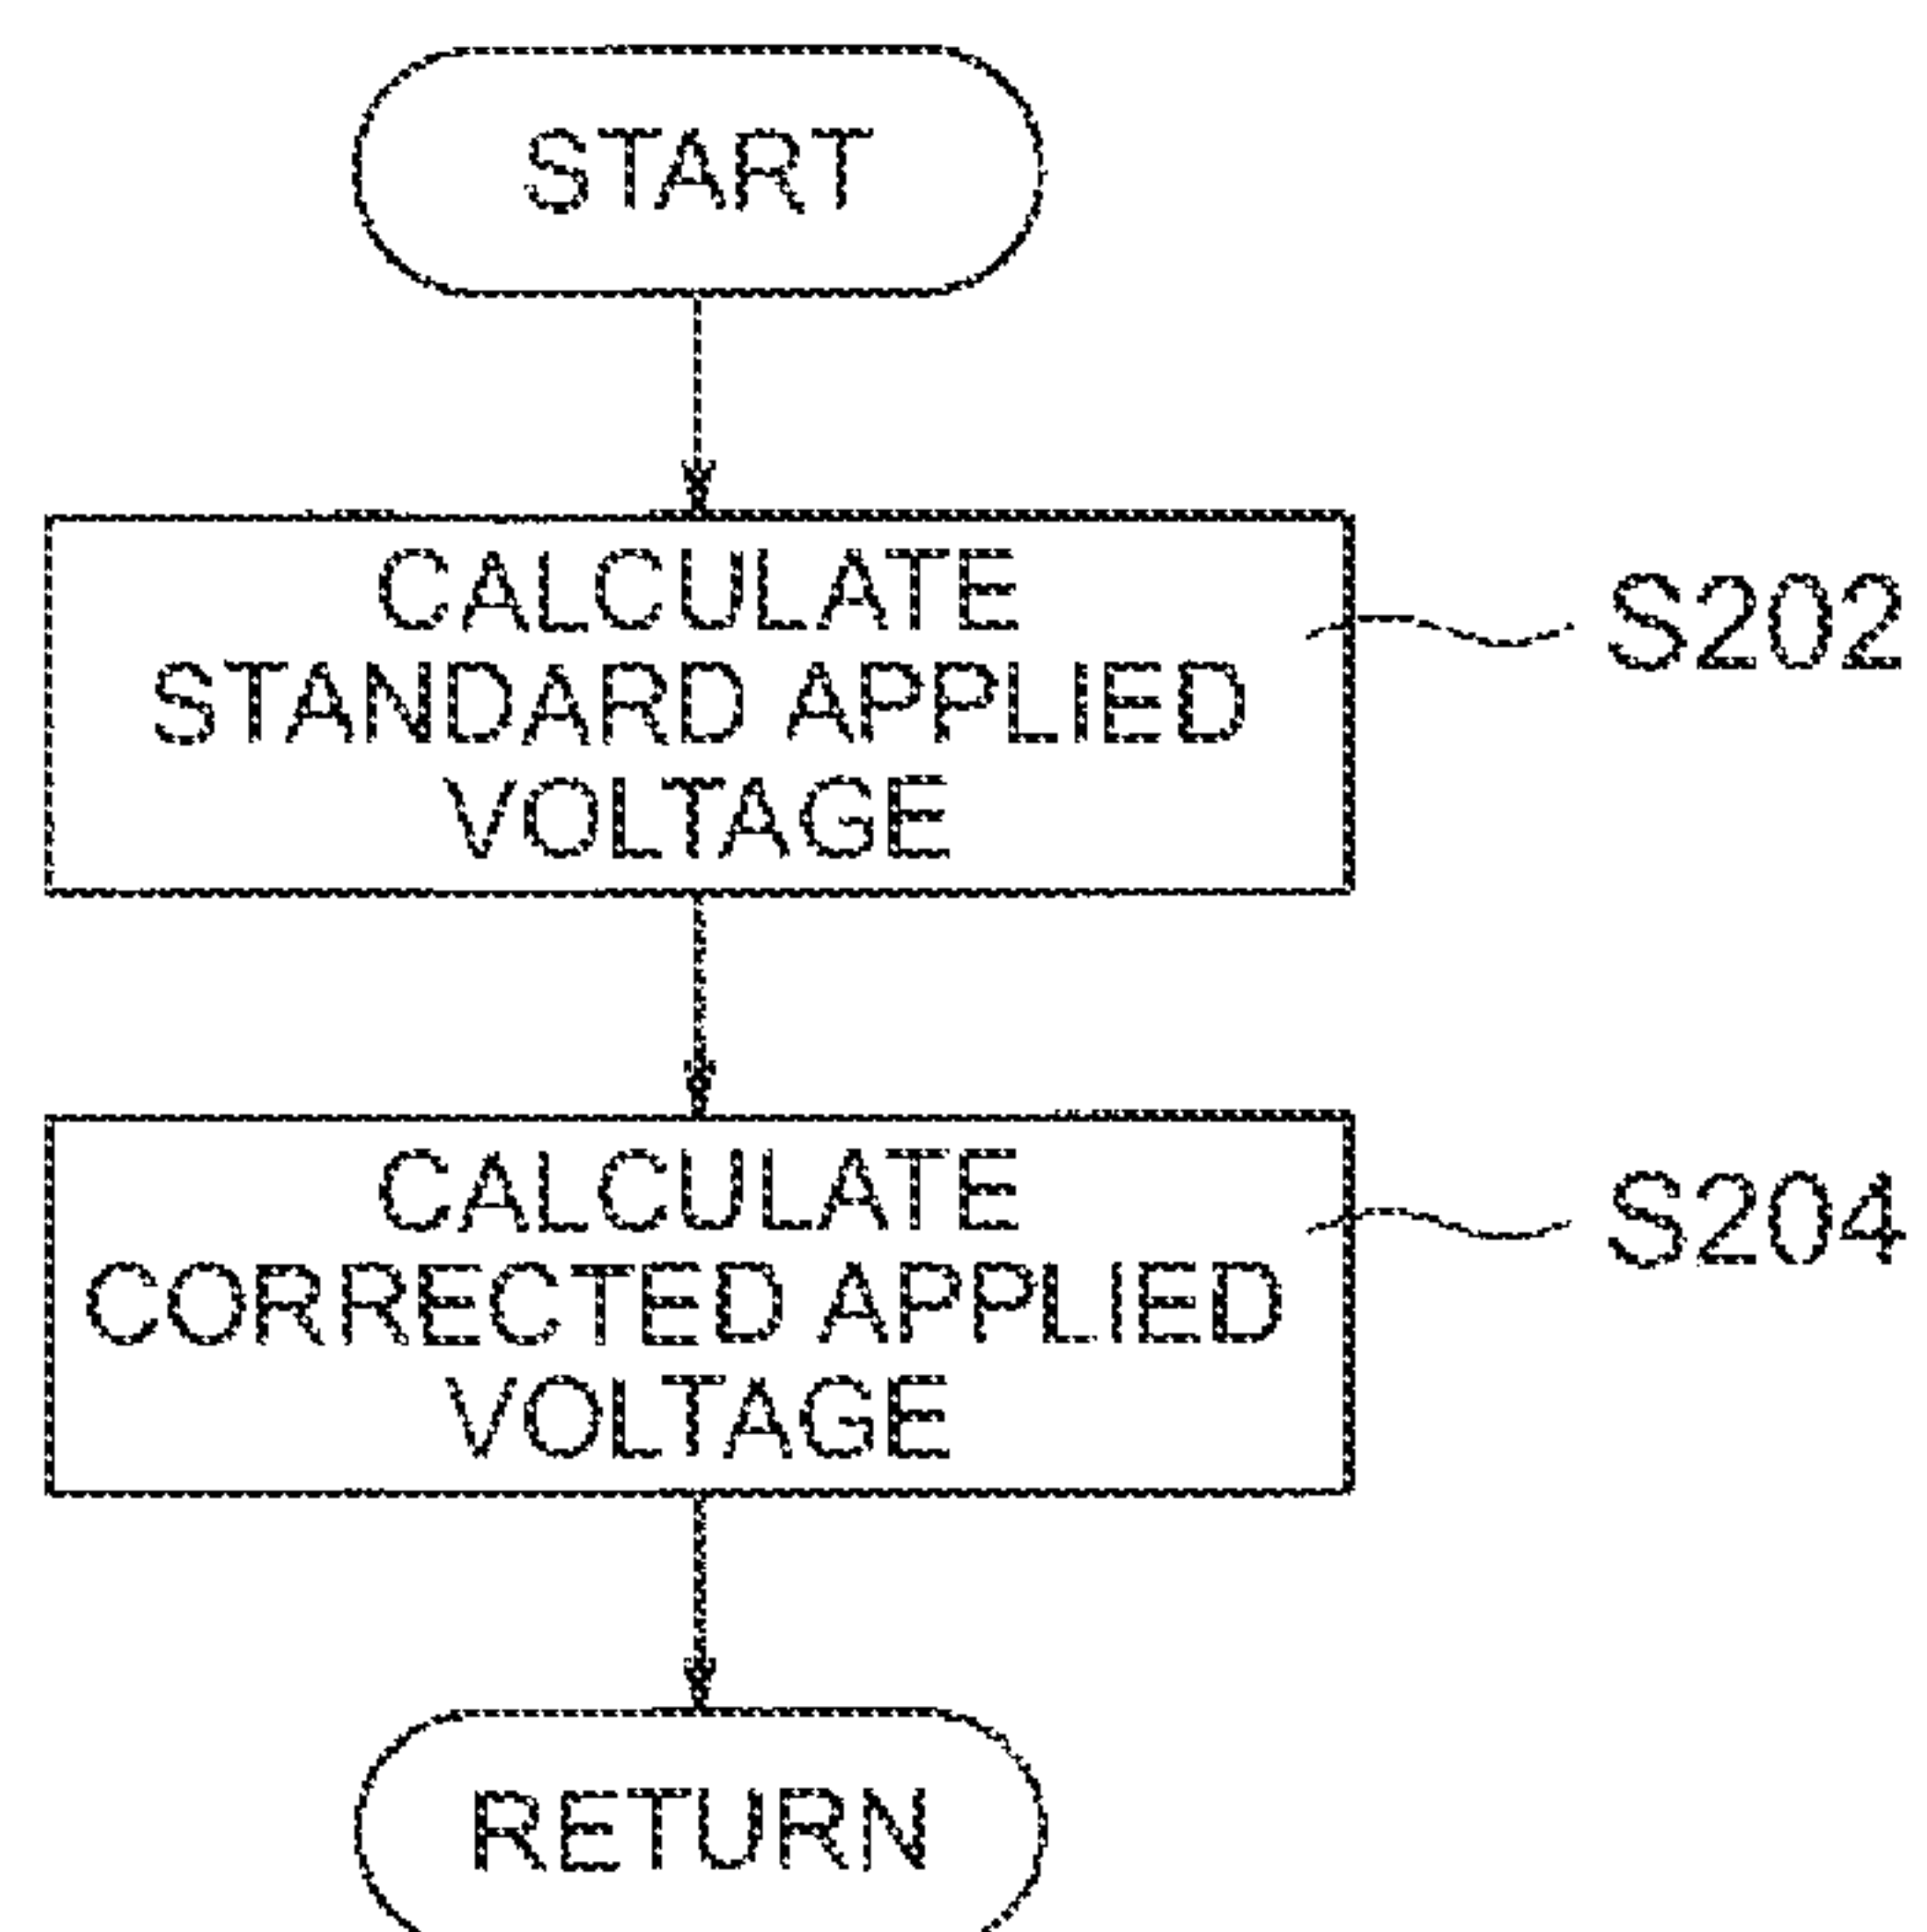 START
CALCULATE
STANDARD APPLIED
VOLTAGE
S202
CALCULATE
CORRECTED APPLIED
VOLTAGE
S204
RETURN